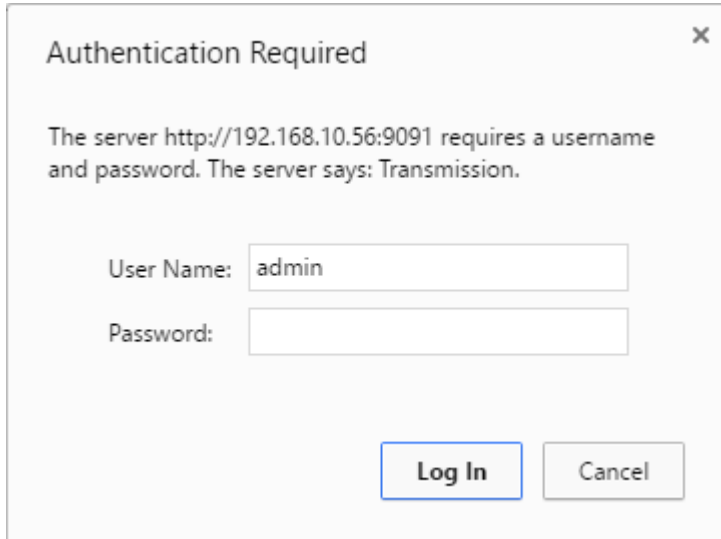 Authentication Required
The server http://192.168.10.56:9091 requires a username
and password. The server says: Transmission.
User Name: admin
Password:
Log In Cancel